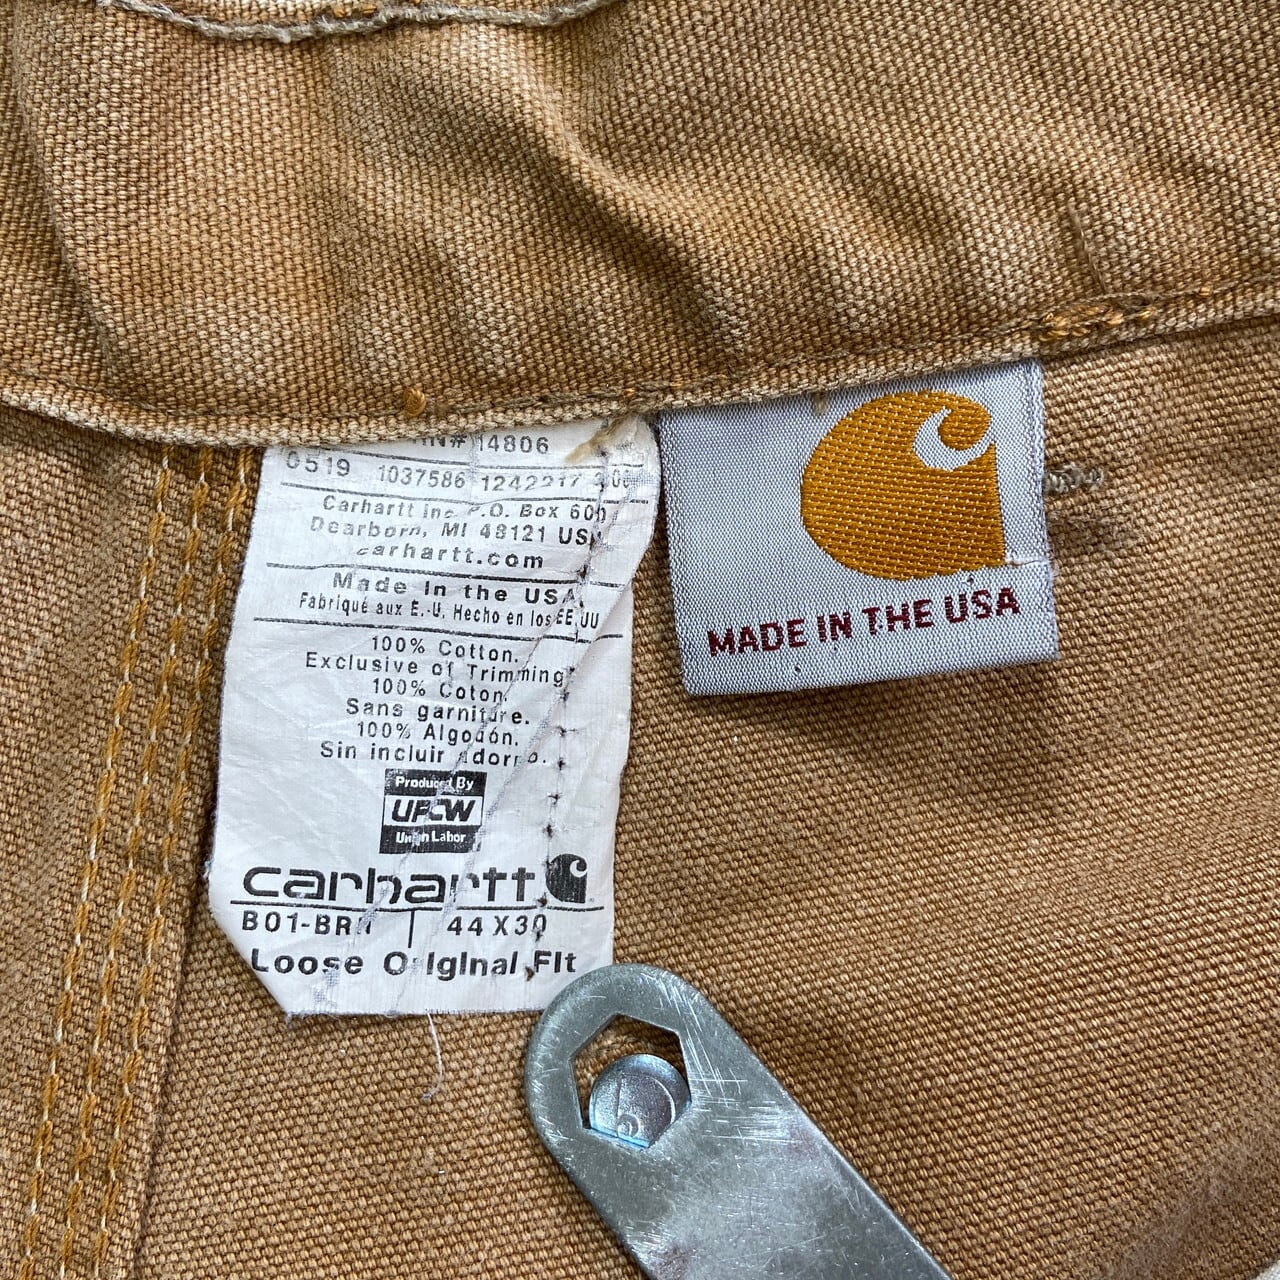 RN# 14806
0519 1037586 1242217
Carhartt Inc P.O. Box 600
Dearborn, MI 48121 USA
carhartt.com
Made In the USA
Fabriqué aux É.-U. Hecho en los EE.UU
100% Cotton.
Exclusive of Trimming
100% Coton.
Sans garniture.
100% Algodón.
Sin incluir adorno.
Produced By
UFCW
Union Labor
carhartt
B01-BRN 44X30
Loose Original Fit
MADE IN THE USA